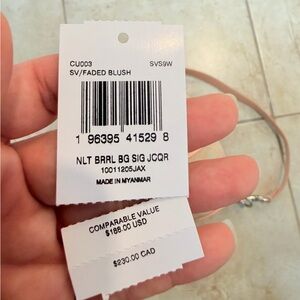 CU003 SVS9W
SV/FADED BLUSH
1 96395 41529 8
NLT BRRL BG SIG JCQR
10011205JAX
MADE IN MYANMAR
COMPARABLE VALUE
$168.00 USD
$230.00 CAD